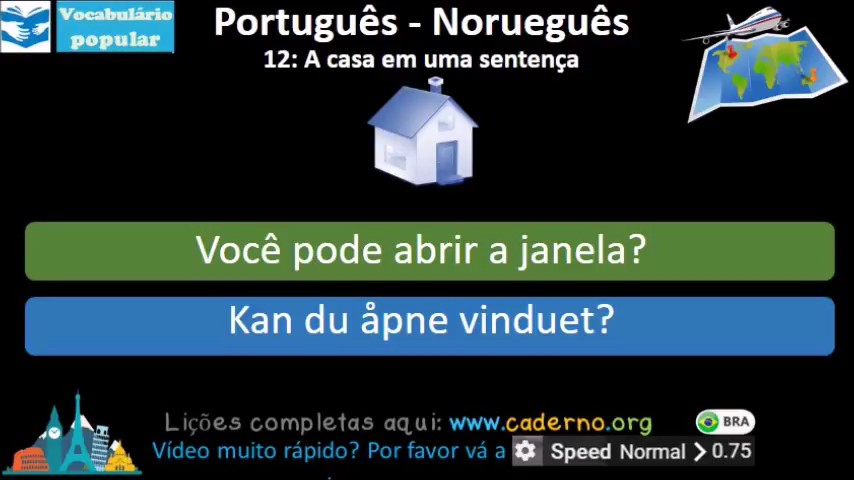 Vocabulário
popular
Português - Norueguês
12: A casa em uma sentença
Você pode abrir a janela?
Kan du åpne vinduet?
Lições completas aqui: www.caderno.org
BRA
Vídeo muito rápido? Por favor vá a Speed Normal > 0.75